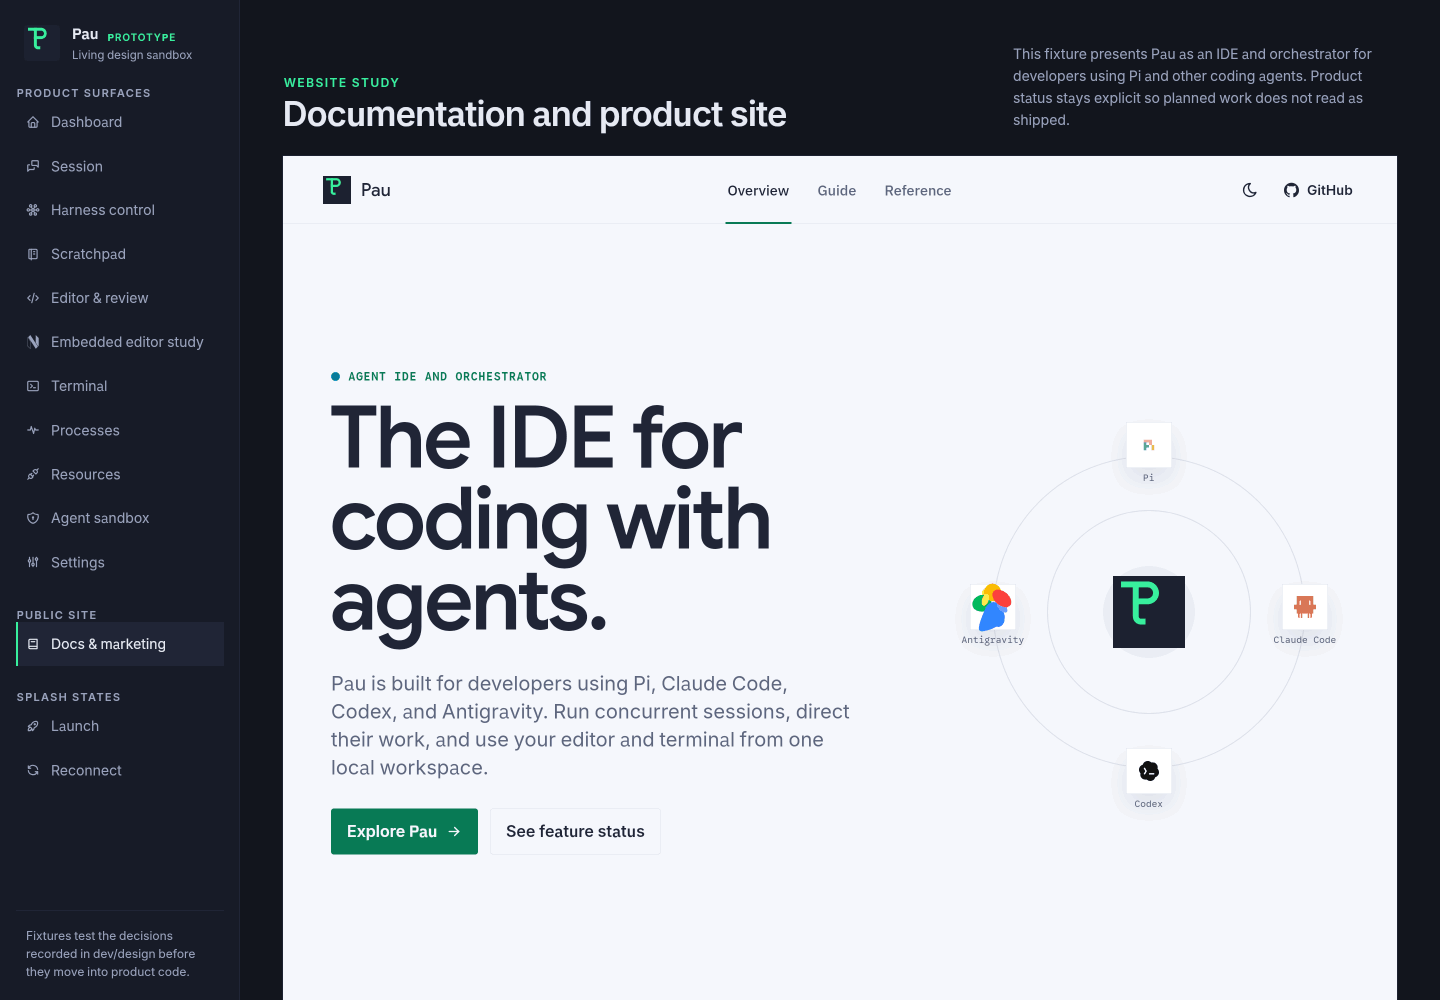 Pau PROTOTYPE
Living design sandbox
PRODUCT SURFACES
Dashboard
Session
Harness control
Scratchpad
Editor & review
Embedded editor study
Terminal
Processes
Resources
Agent sandbox
Settings
PUBLIC SITE
Docs & marketing
SPLASH STATES
Launch
Reconnect
Fixtures test the decisions
recorded in dev/design before
they move into product code.
WEBSITE STUDY
Documentation and product site
This fixture presents Pau as an IDE and orchestrator for
developers using Pi and other coding agents. Product
status stays explicit so planned work does not read as
shipped.
Pau
Overview
Guide
Reference
GitHub
AGENT IDE AND ORCHESTRATOR
The IDE for
coding with
agents.
Pau is built for developers using Pi, Claude Code,
Codex, and Antigravity. Run concurrent sessions, direct
their work, and use your editor and terminal from one
local workspace.
Explore Pau →
See feature status
Pi
Antigravity
Claude Code
Codex